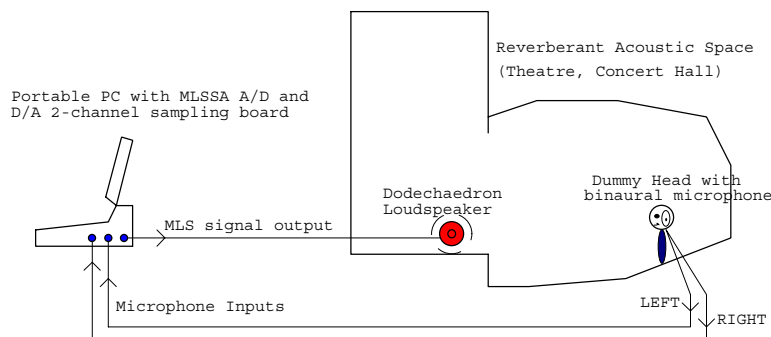 Reverberant Acoustic Space
(Theatre, Concert Hall)
Portable PC with MLSSA A/D and
D/A 2-channel sampling board
Dodechaedron
Loudspeaker
Dummy Head with
binaural microphone
MLS signal output
Microphone Inputs
LEFT
RIGHT